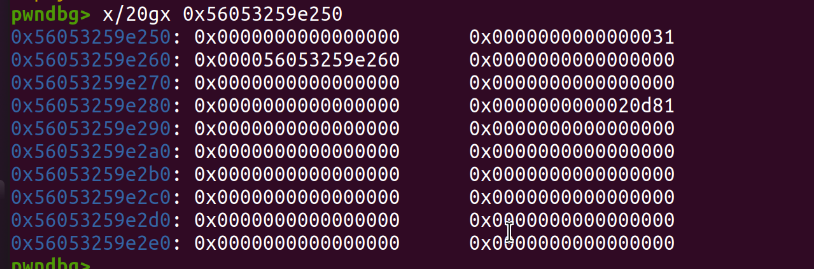 pwndbg> x/20gx 0x56053259e250
0x56053259e250: 0x0000000000000000 0x0000000000000031
0x56053259e260: 0x000056053259e260 0x0000000000000000
0x56053259e270: 0x0000000000000000 0x0000000000000000
0x56053259e280: 0x0000000000000000 0x0000000000020d81
0x56053259e290: 0x0000000000000000 0x0000000000000000
0x56053259e2a0: 0x0000000000000000 0x0000000000000000
0x56053259e2b0: 0x0000000000000000 0x0000000000000000
0x56053259e2c0: 0x0000000000000000 0x0000000000000000
0x56053259e2d0: 0x0000000000000000 0x0000000000000000
0x56053259e2e0: 0x0000000000000000 0x0000000000000000
pwndbg>